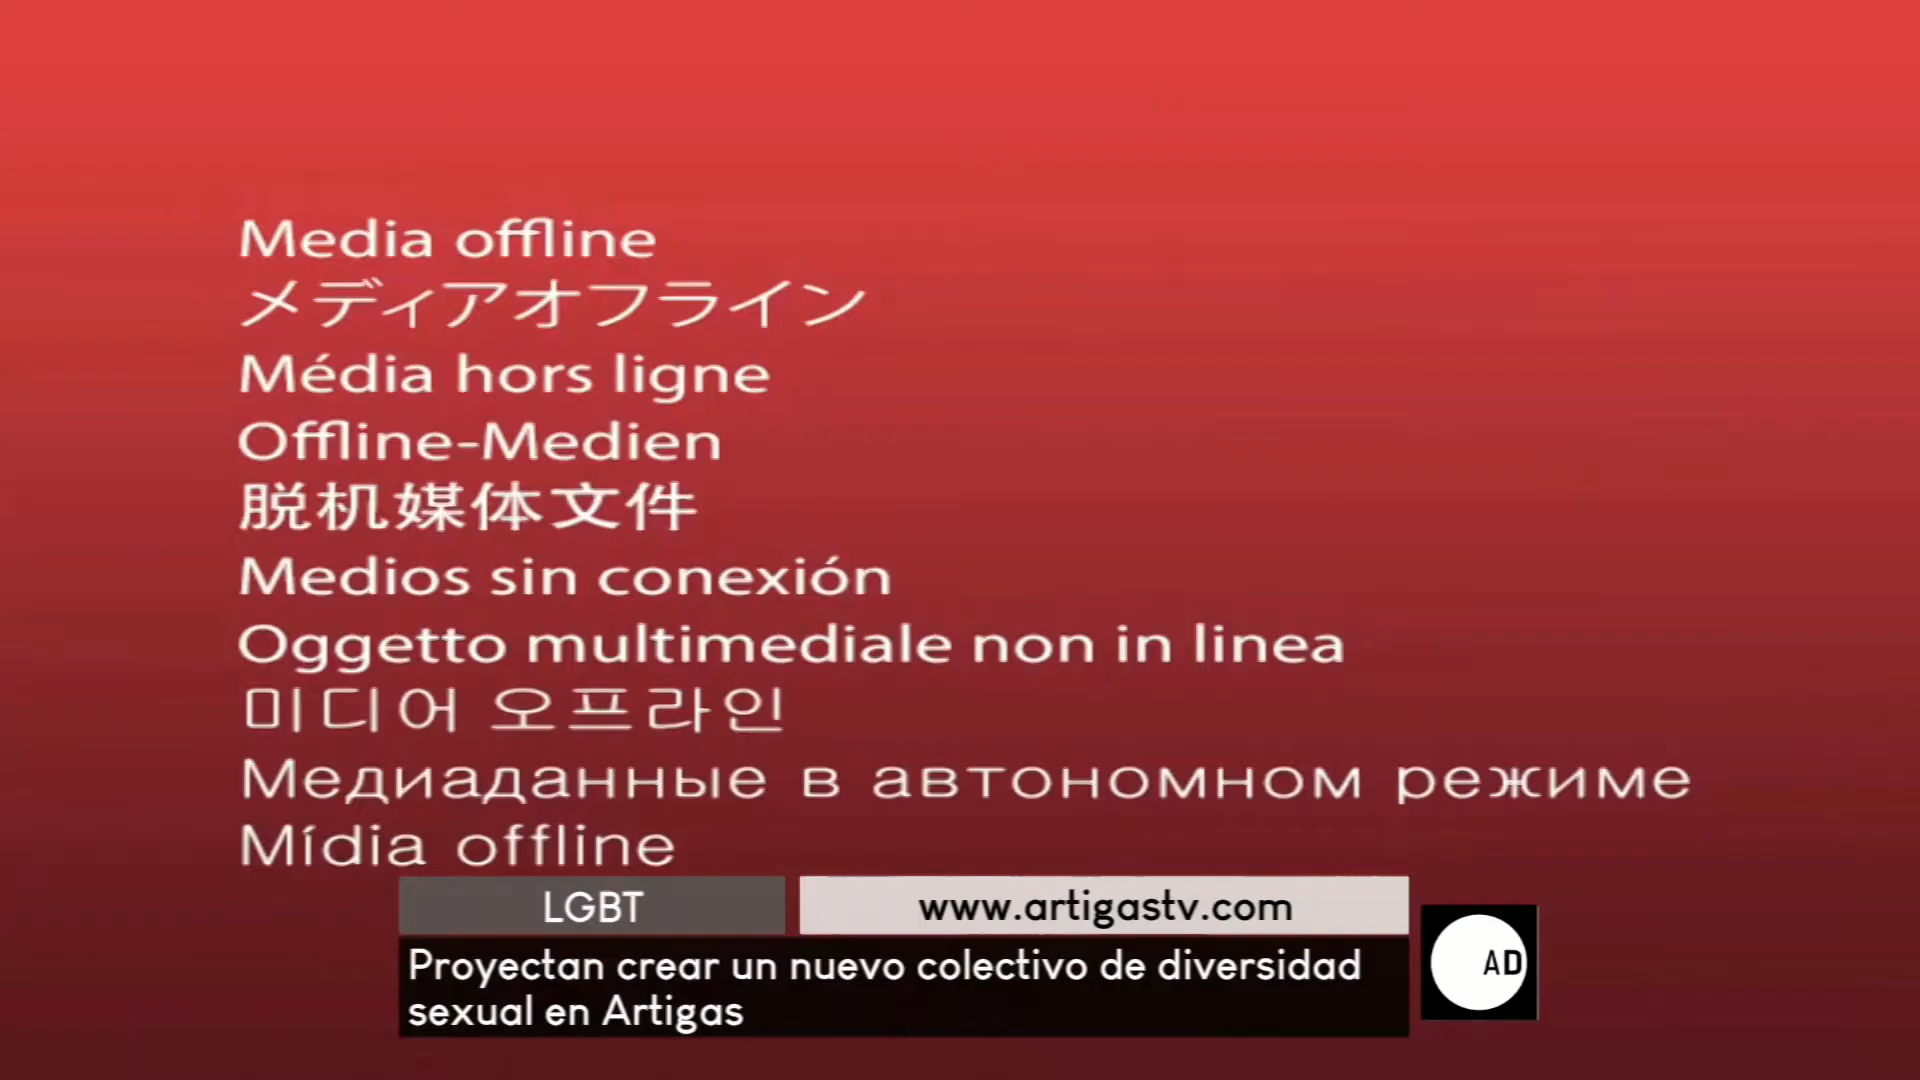 Media offline
メディアオフライン
Média hors ligne
Offline-Medien
脱机媒体文件
Medios sin conexión
Oggetto multimediale non in linea
미디어 오프라인
Медиаданные в автономном режиме
Mídia offline
LGBT
www.artigastv.com
Proyectan crear un nuevo colectivo de diversidad
sexual en Artigas
AD